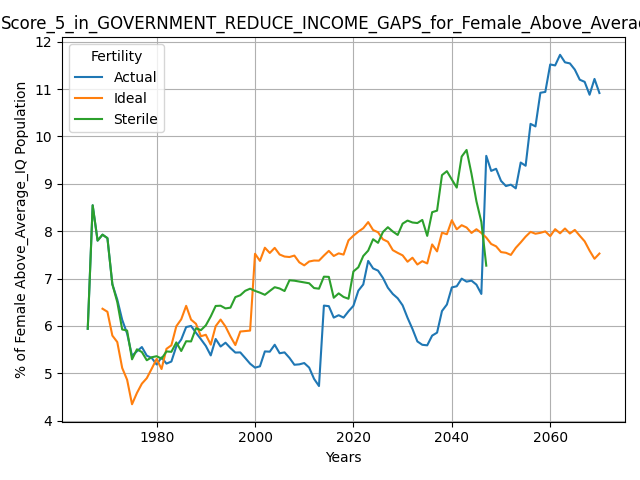 Score_5_in_GOVERNMENT_REDUCE_INCOME_GAPS_for_Female_Above_Avera
% of Female Above_Average_IQ Population
12
11
10
9
8
7
6
5
4
Fertility
Actual
Ideal
Sterile
1980
2000
2020
2040
2060
Years